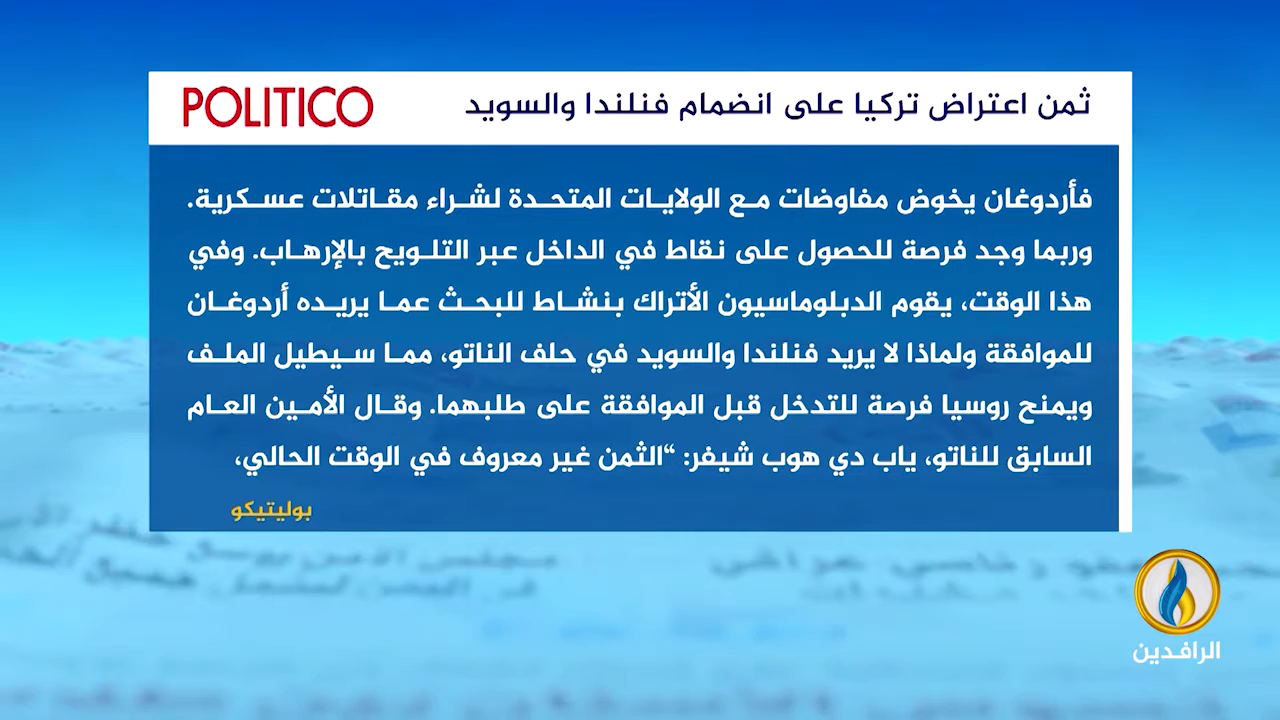 ثمن اعتراض تركيا على انضمام فنلندا والسويد
POLITICO
فأردوغان يخوض مفاوضات مع الولايات المتحدة لشراء مقاتلات عسكرية.
وربما وجد فرصة للحصول على نقاط في الداخل عبر التلويح بالإرهاب. وفي
هذا الوقت، يقوم الدبلوماسيون الأتراك بنشاط للبحث عما يريده أردوغان
للموافقة ولماذا لا يريد فنلندا والسويد في حلف الناتو، مما سيطيل الملف
ويمنح روسيا فرصة للتدخل قبل الموافقة على طلبهما. وقال الأمين العام
السابق للناتو، ياب دي هوب شيفر: “الثمن غير معروف في الوقت الحالي،
بوليتيكو
الرافدين